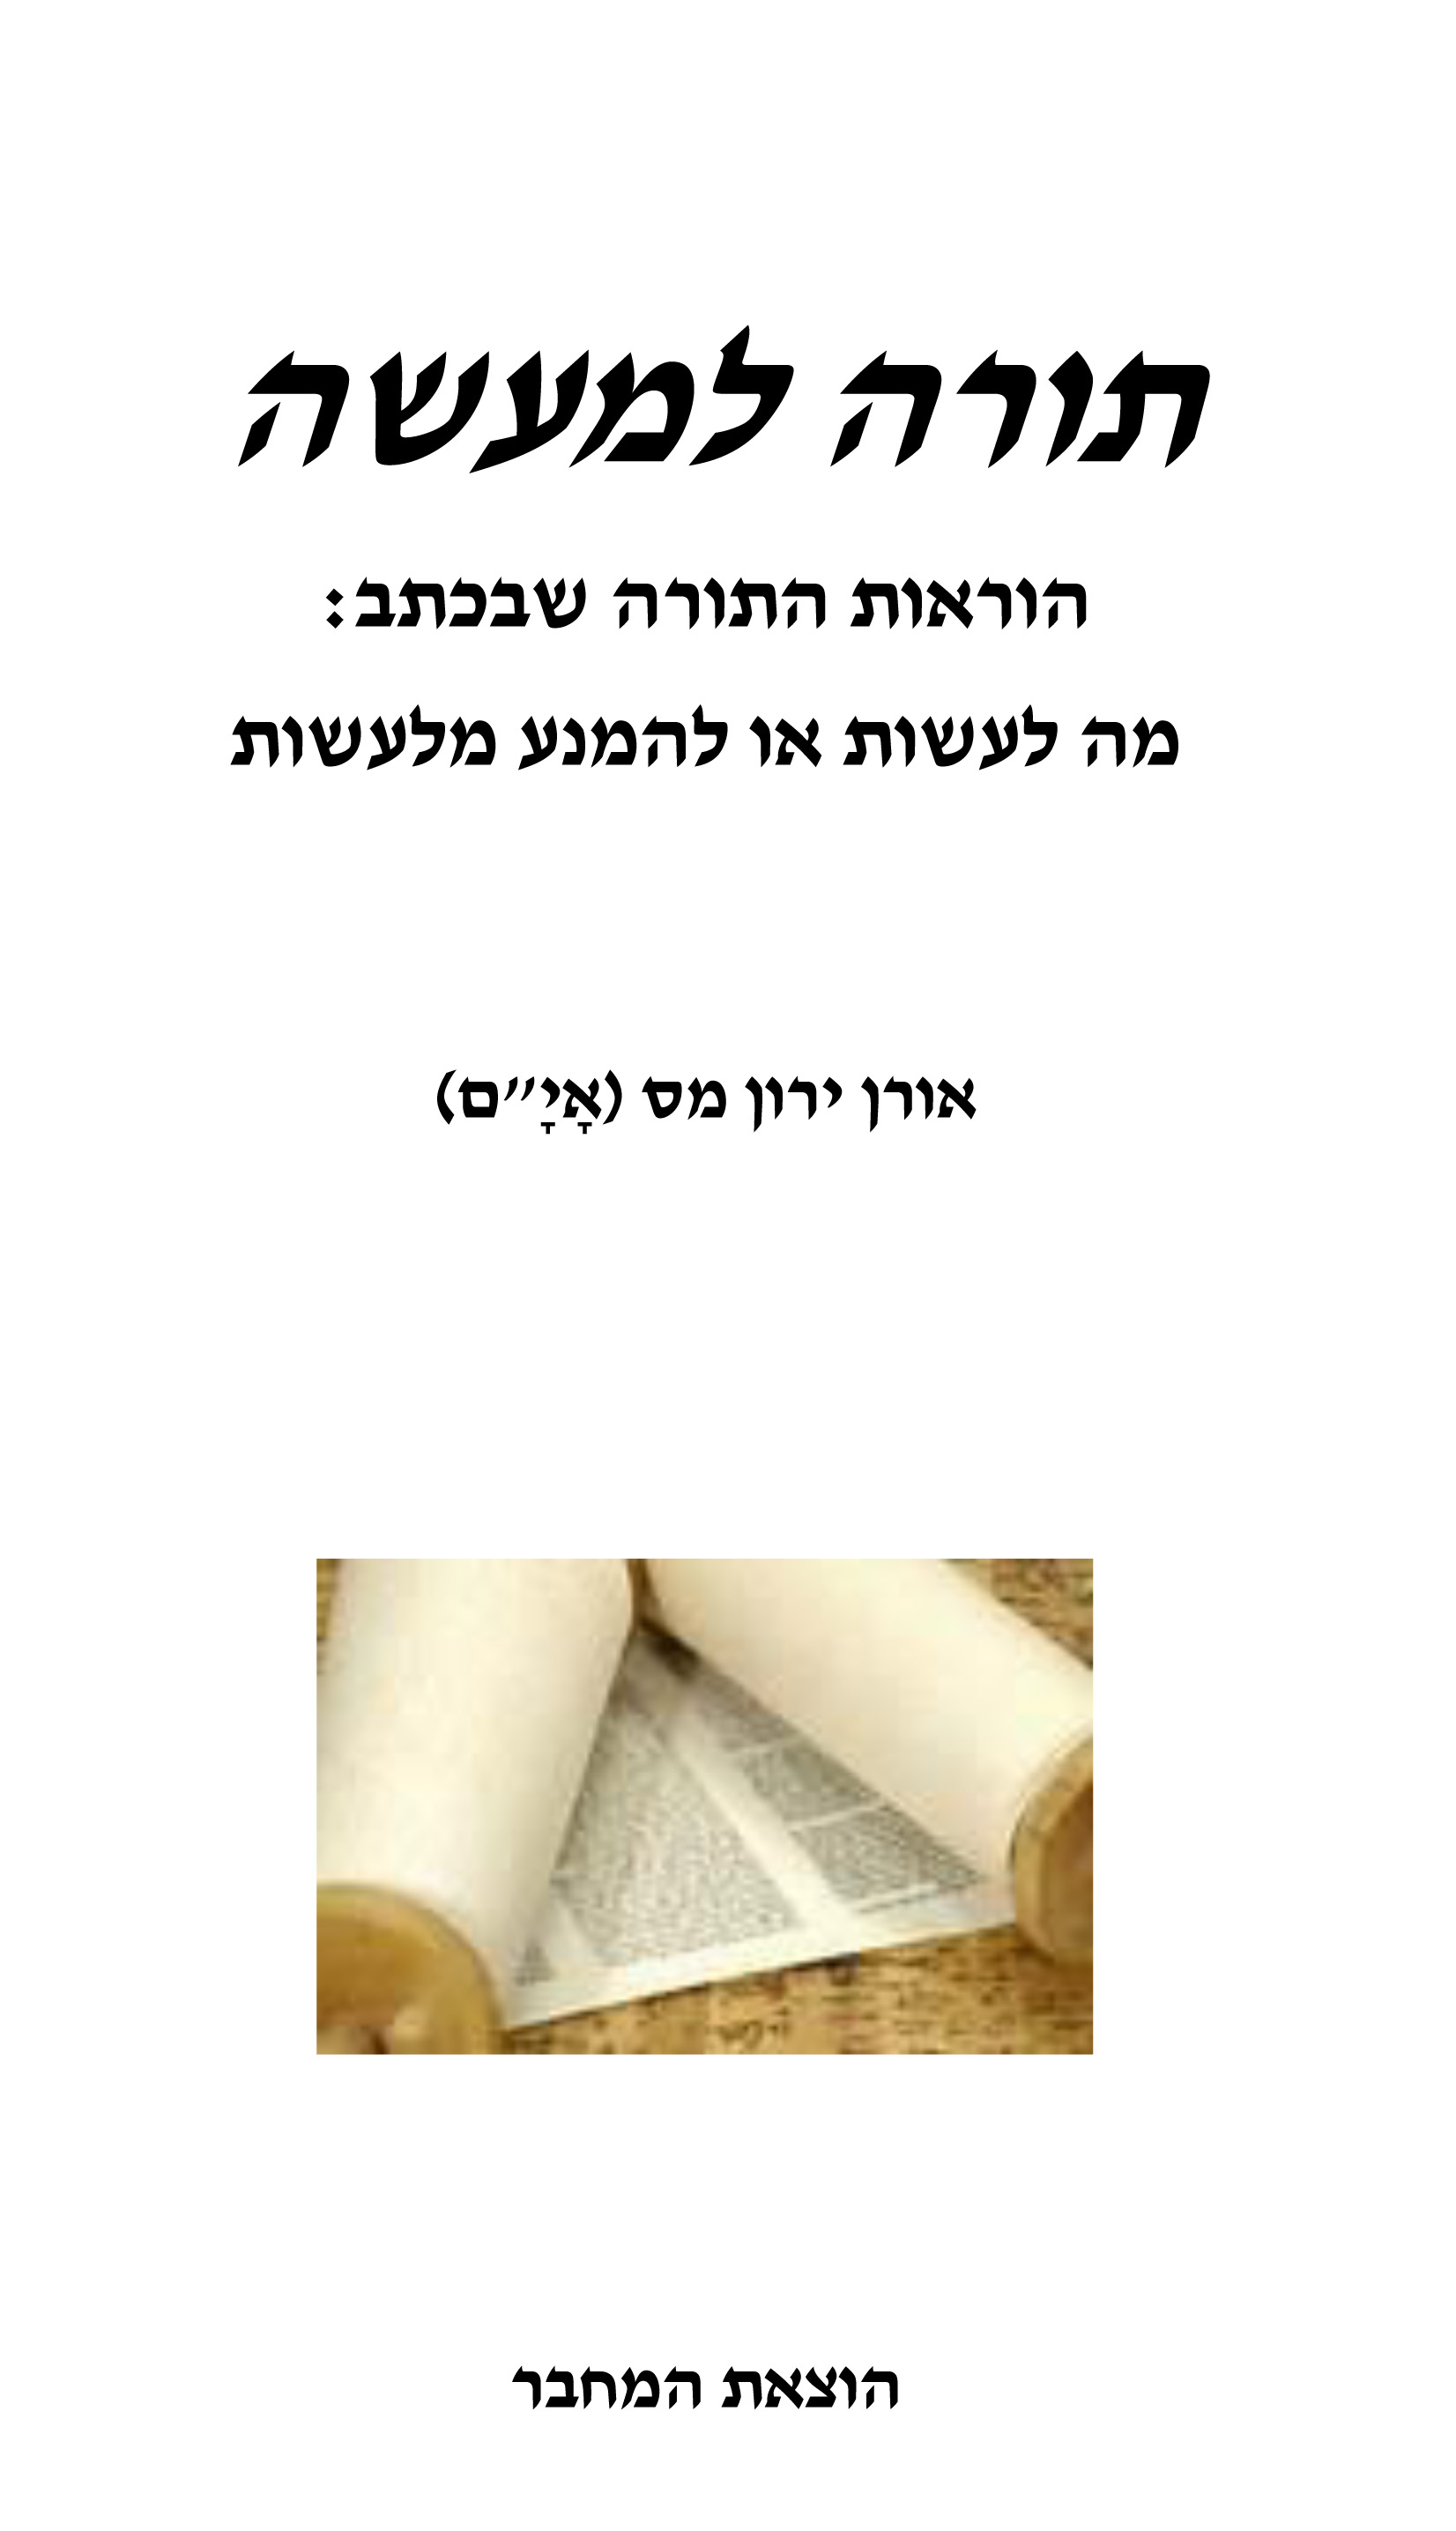 תורה למעשה
הוראות התורה שבכתב:
מה לעשות או להמנע מלעשות
אורן ירון מס (אָיָ״ם)
הוצאת המחבר